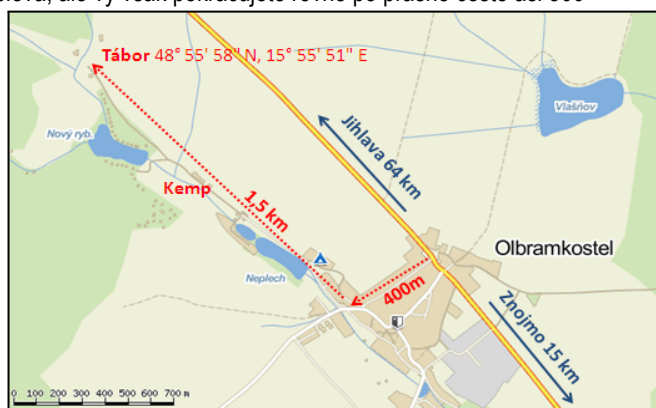 Tábor 48° 55' 58" N, 15° 55' 51" E
Vlašňov
Nový ryb.
Jihlava 64 km
Kemp
1,5 km
Olbramkostel
Neplech
400m
Znojmo 15 km
0 100 200 300 400 500 600 700 m